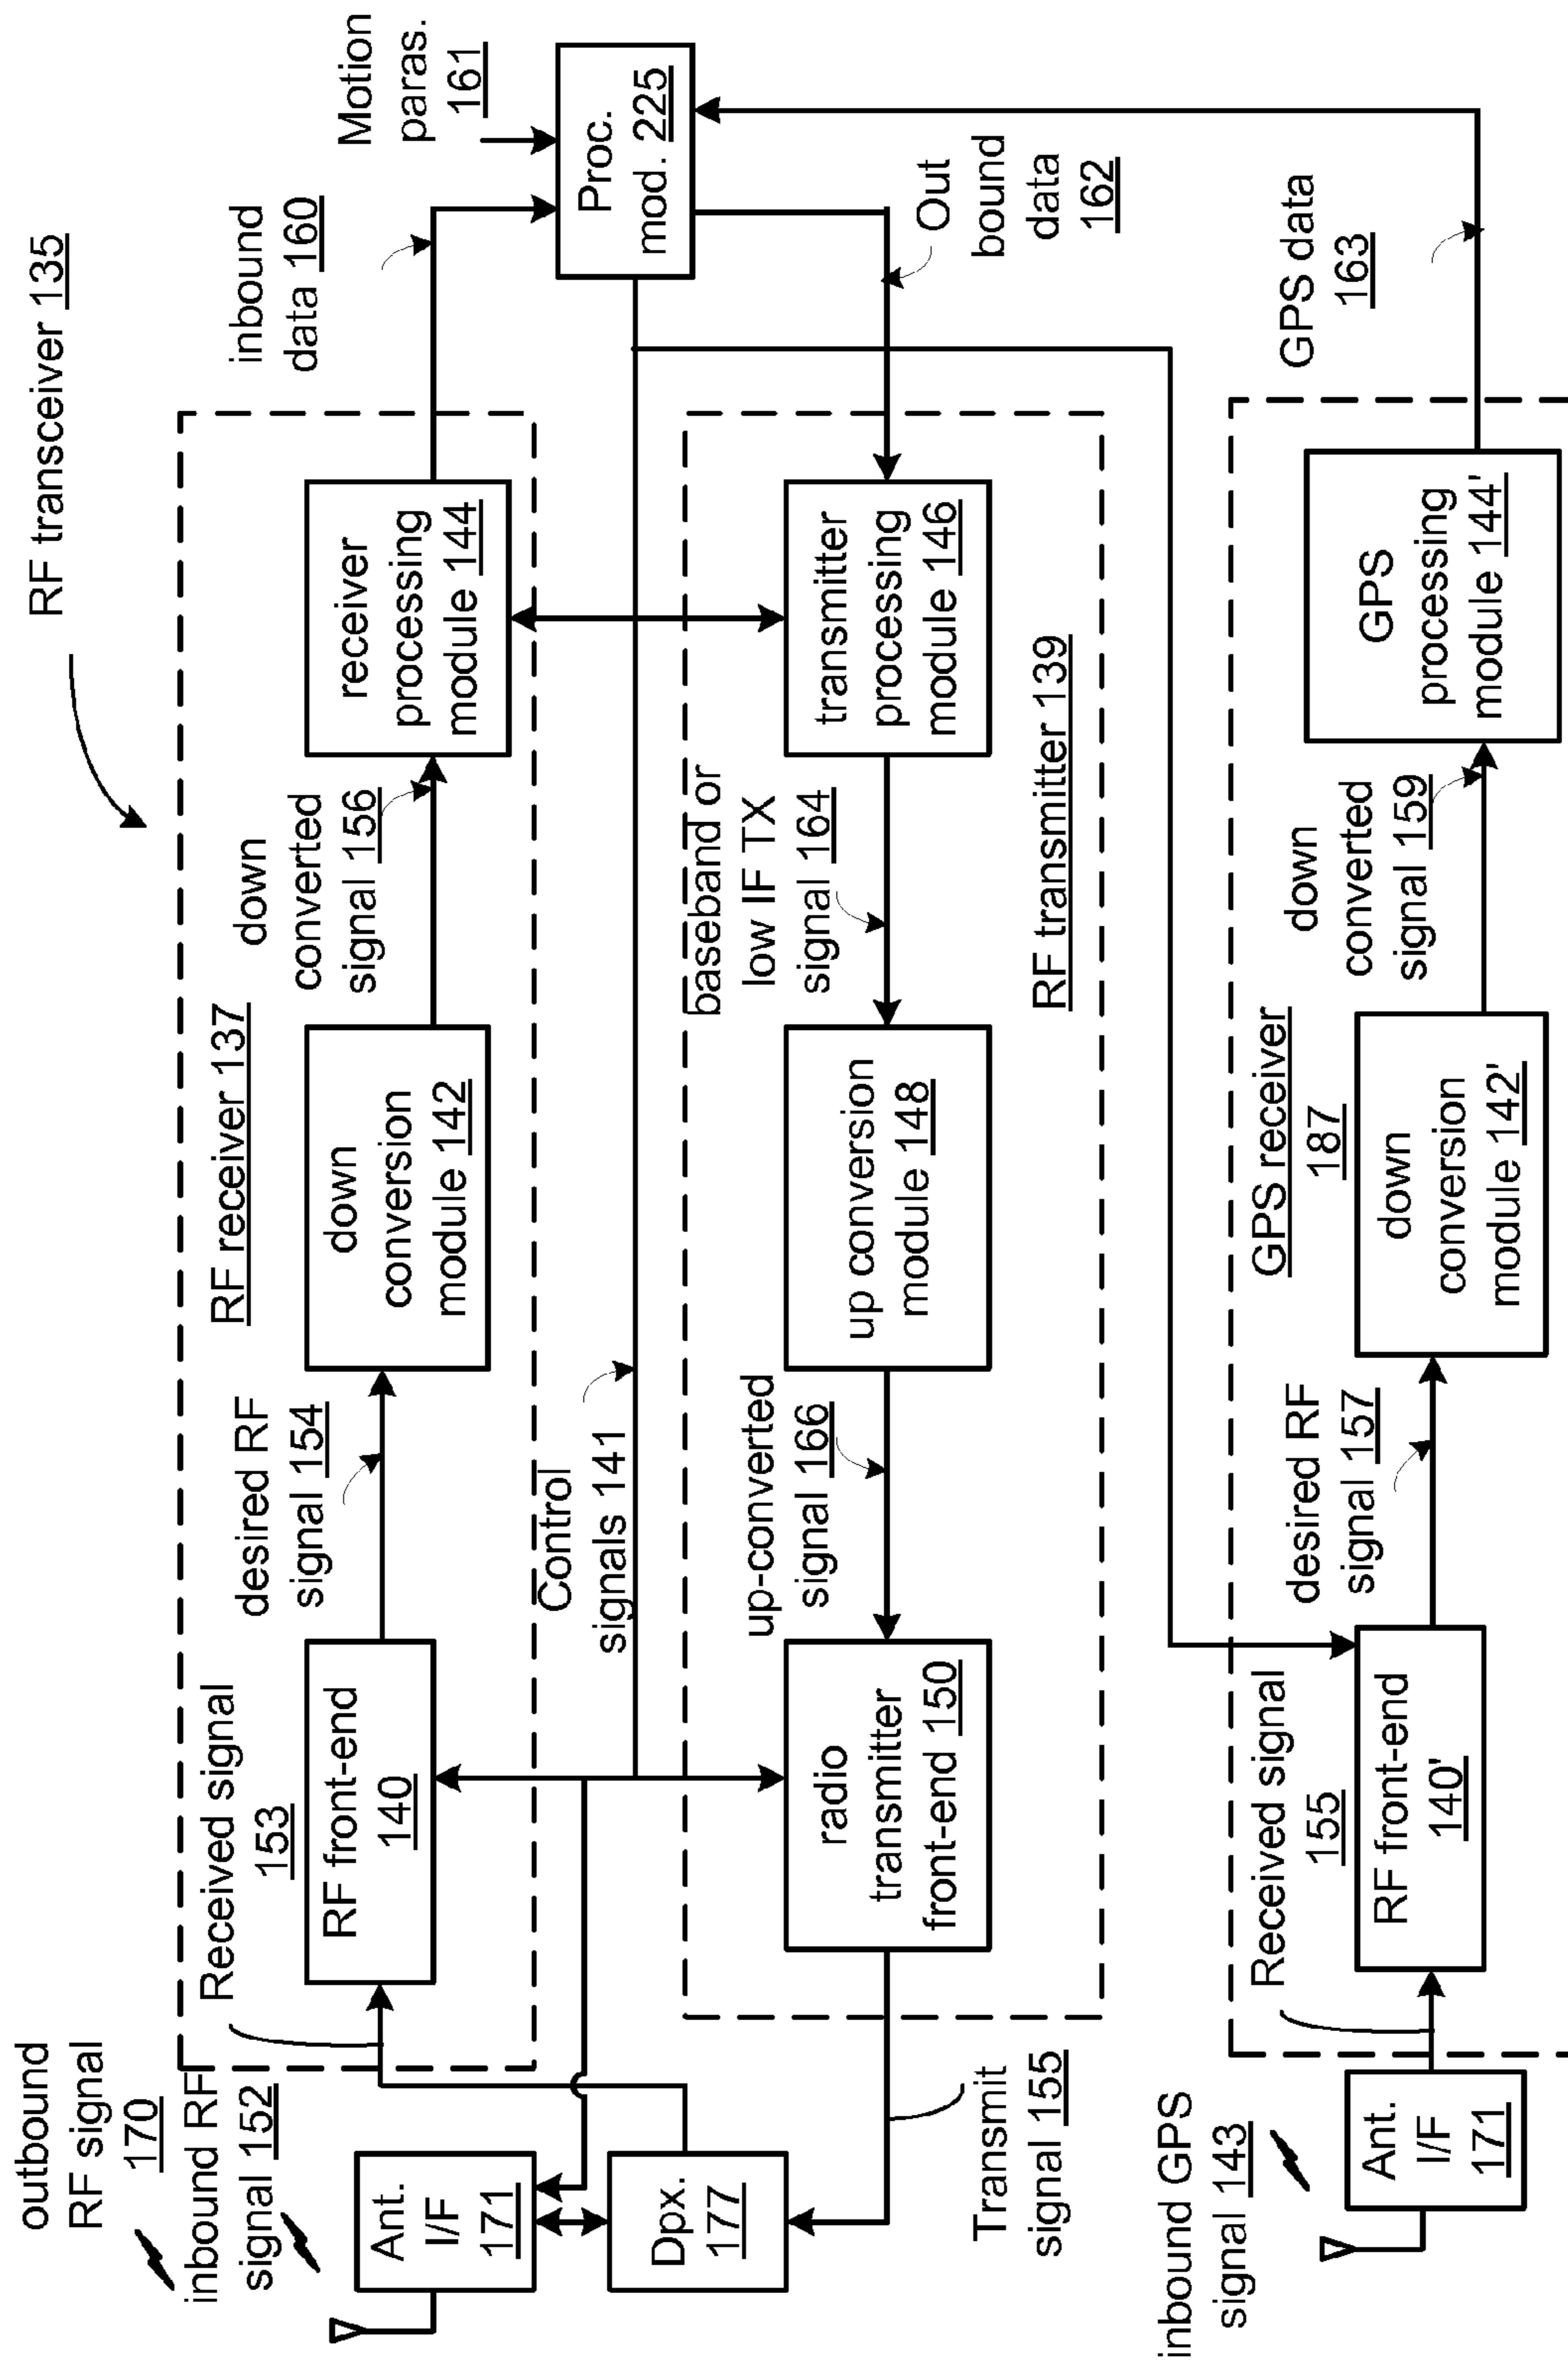 RF transceiver 135
outbound
RF signal
170
inbound RF
signal 152
Ant.
I/F
171
Dpx.
177
Received signal
153
RF front-end
140
desired RF
signal 154
RF receiver 137
down
conversion
module 142
down
converted
signal 156
receiver
processing
module 144
inbound
data 160
Motion
paras.
161
Proc.
mod. 225
Control
signals 141
Transmit
signal 155
radio
transmitter
front-end 150
up-converted
signal 166
up conversion
module 148
baseband or
low IF TX
signal 164
transmitter
processing
module 146
RF transmitter 139
Out
bound
data
162
inbound GPS
signal 143
Ant.
I/F
171
Received signal
155
RF front-end
140'
desired RF
signal 157
GPS receiver
187
down
conversion
module 142'
down
converted
signal 159
GPS
processing
module 144'
GPS data
163